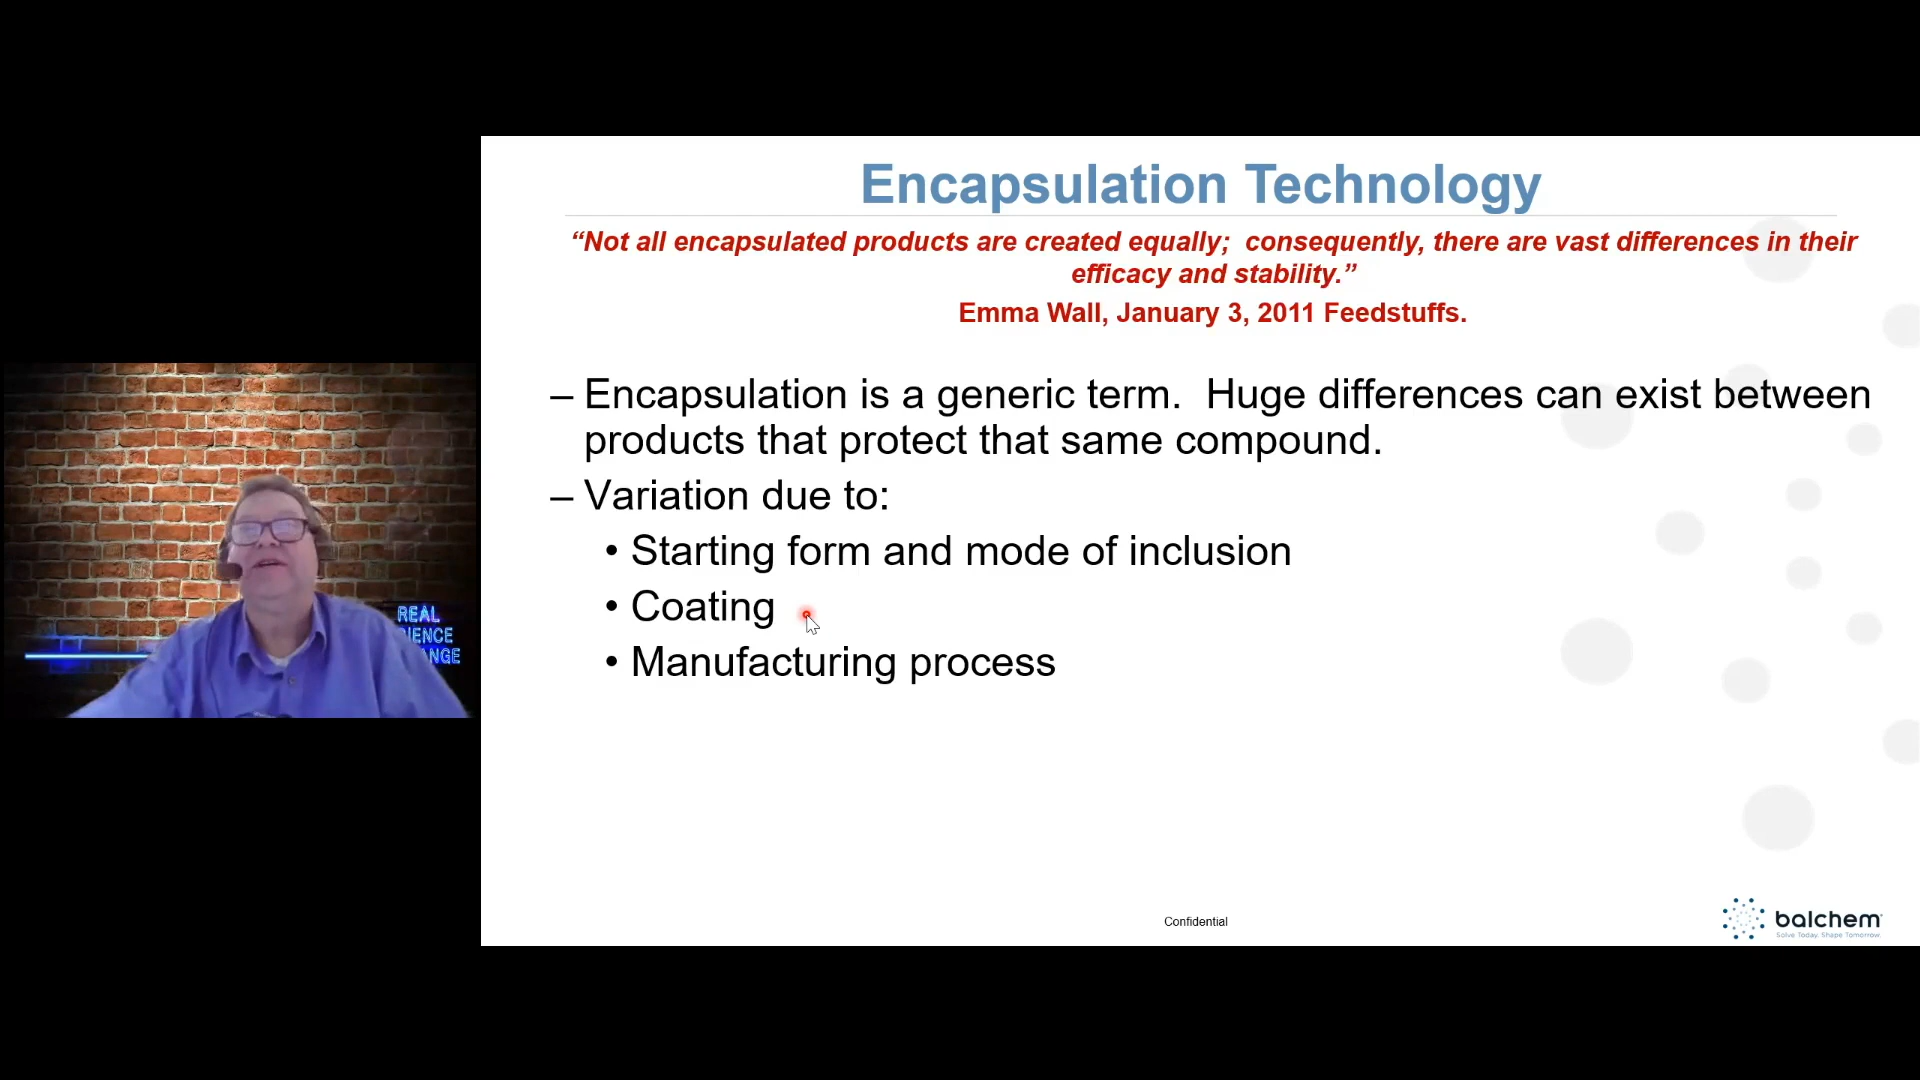 Encapsulation Technology
“Not all encapsulated products are created equally; consequently, there are vast differences in their
efficacy and stability.”
Emma Wall, January 3, 2011 Feedstuffs.
– Encapsulation is a generic term. Huge differences can exist between
products that protect that same compound.
– Variation due to:
• Starting form and mode of inclusion
• Coating
• Manufacturing process
REAL
IENCE
NGE
Confidential
balchem
Solve Today. Shape Tomorrow.